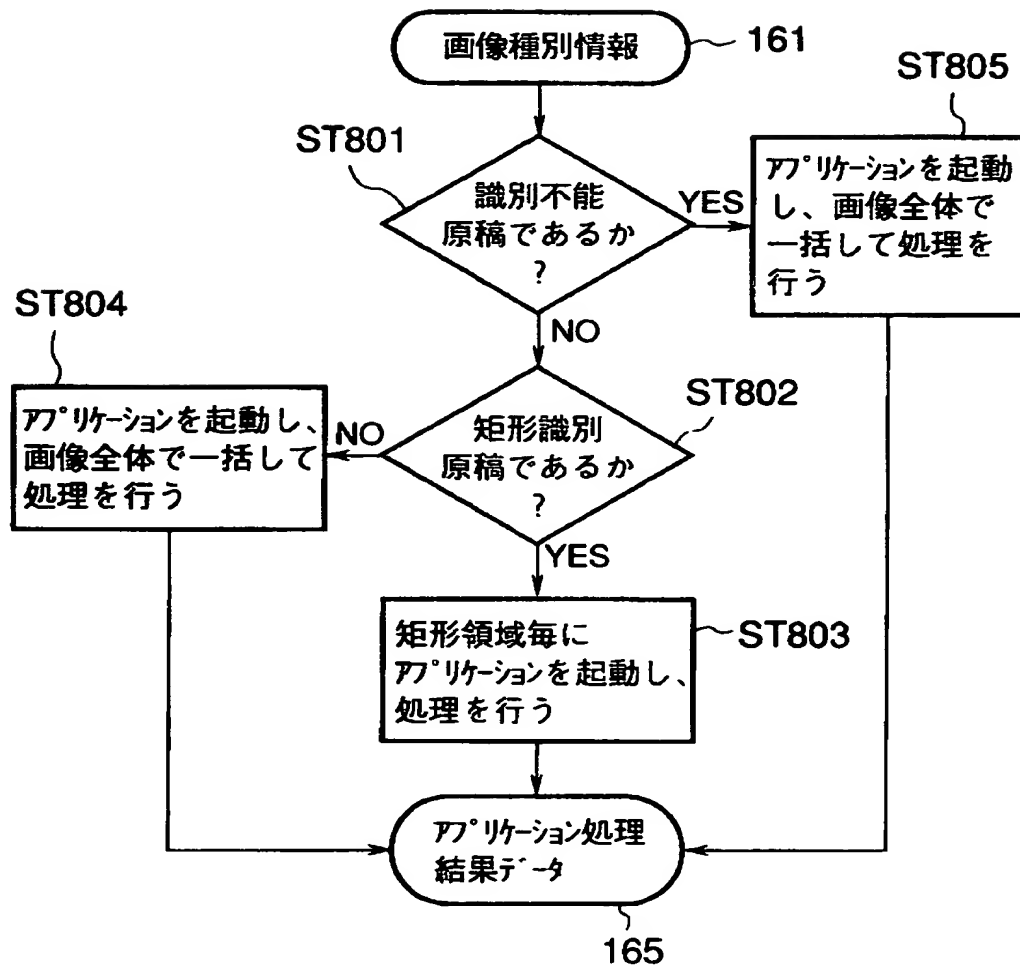 画像種別情報
161
ST805
ST801
識別不能
原稿であるか
?
YES
アプリケーションを起動
し、画像全体で
一括して処理を
行う
NO
ST804
ST802
アプリケーションを起動し、
画像全体で一括して
処理を行う
NO
矩形識別
原稿であるか
?
YES
矩形領域毎に
アプリケーションを起動し、
処理を行う
ST803
アプリケーション処理
結果データ
165